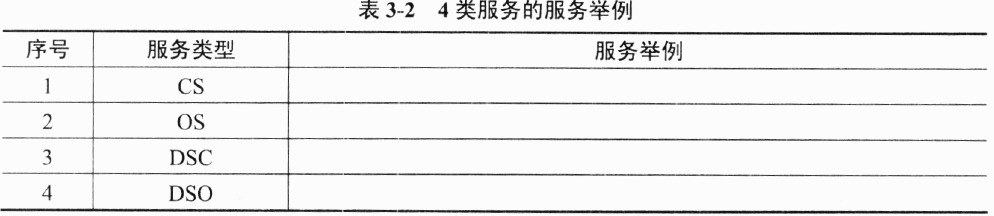 表 3-2 4 类服务的服务举例
序号 服务类型 服务举例
1 CS
2 OS
3 DSC
4 DSO